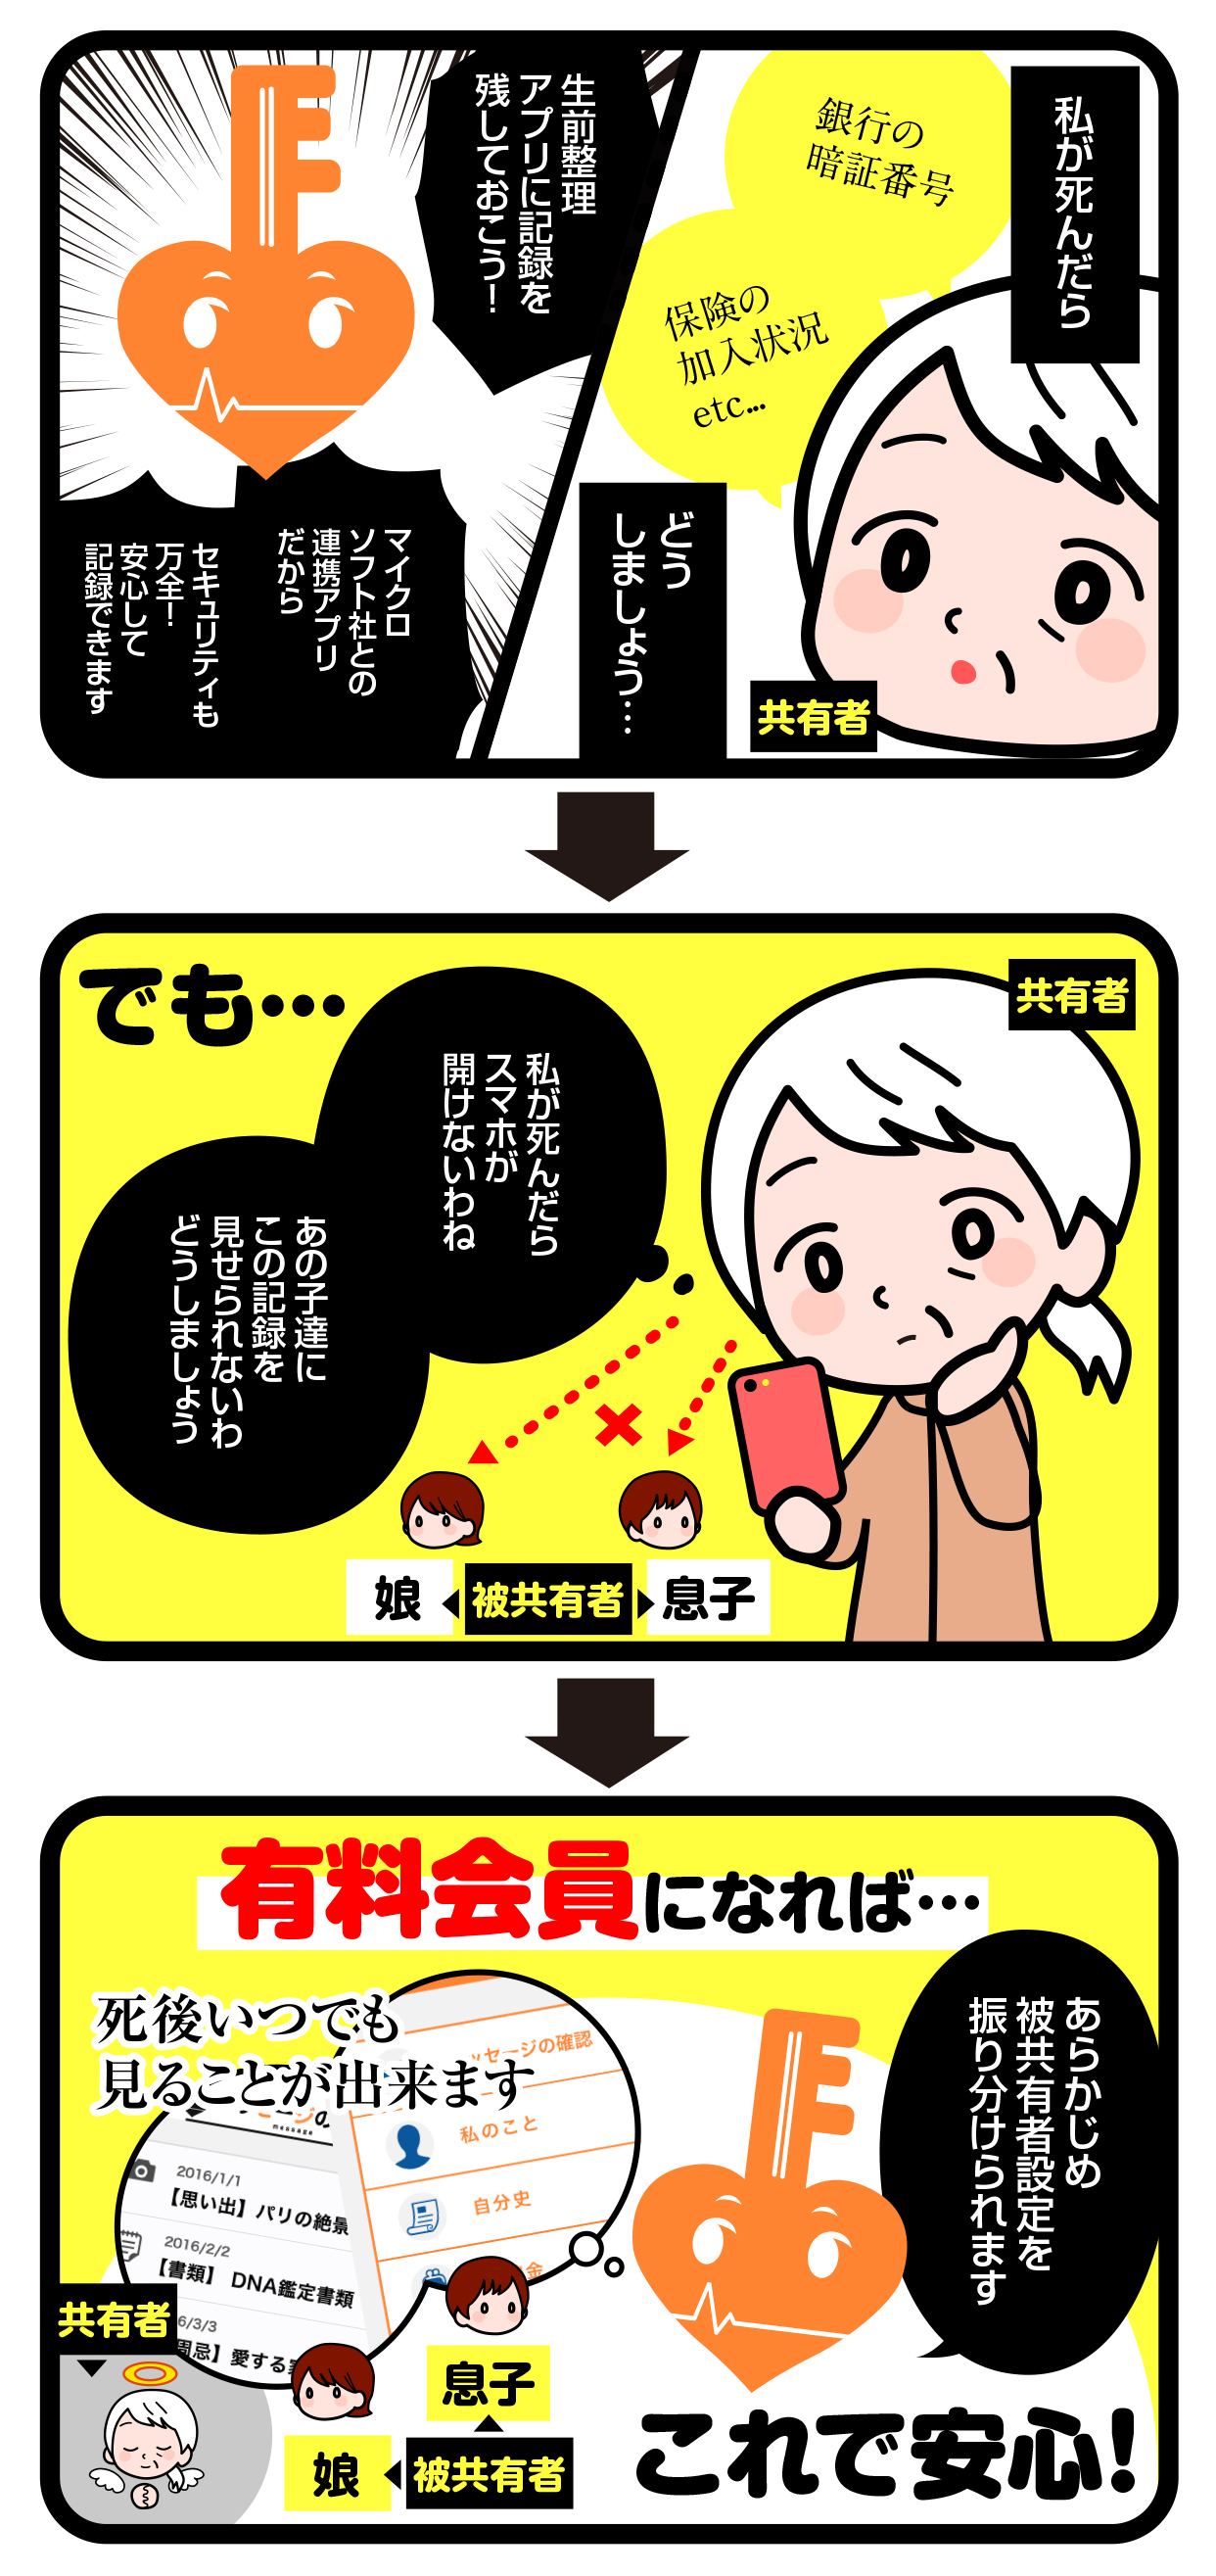 私が死んだら
銀行の
暗証番号
保険の
加入状況
etc…
どう
しましょう…
共有者
生前整理
アプリに記録を
残しておこう！
マイクロ
ソフト社との
連携アプリ
だから
セキュリティも
万全！
安心して
記録できます
でも…
共有者
私が死んだら
スマホが
開けないわね
あの子達に
この記録を
見せられないわ
どうしましょう
娘
被共有者
息子
有料会員になれば…
あらかじめ
被共有者設定を
振り分けられます
死後いつでも
見ることが出来ます
セージの確認
私のこと
自分史
金
message
2016/1/1
【思い出】パリの絶景
2016/2/2
【書類】 DNA鑑定書類
6/3/3
周忌】愛する
共有者
息子
娘
被共有者
これで安心!